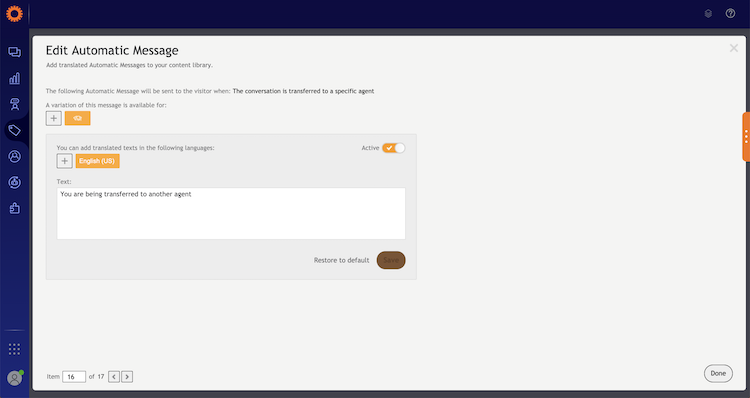 Edit Automatic Message
Add translated Automatic Messages to your content library.
The following Automatic Message will be sent to the visitor when: The conversation is transferred to a specific agent
A variation of this message is available for:
You can add translated texts in the following languages:
Active
English (US)
Text:
You are being transferred to another agent
Restore to default
Save
Item 16 of 17
Done